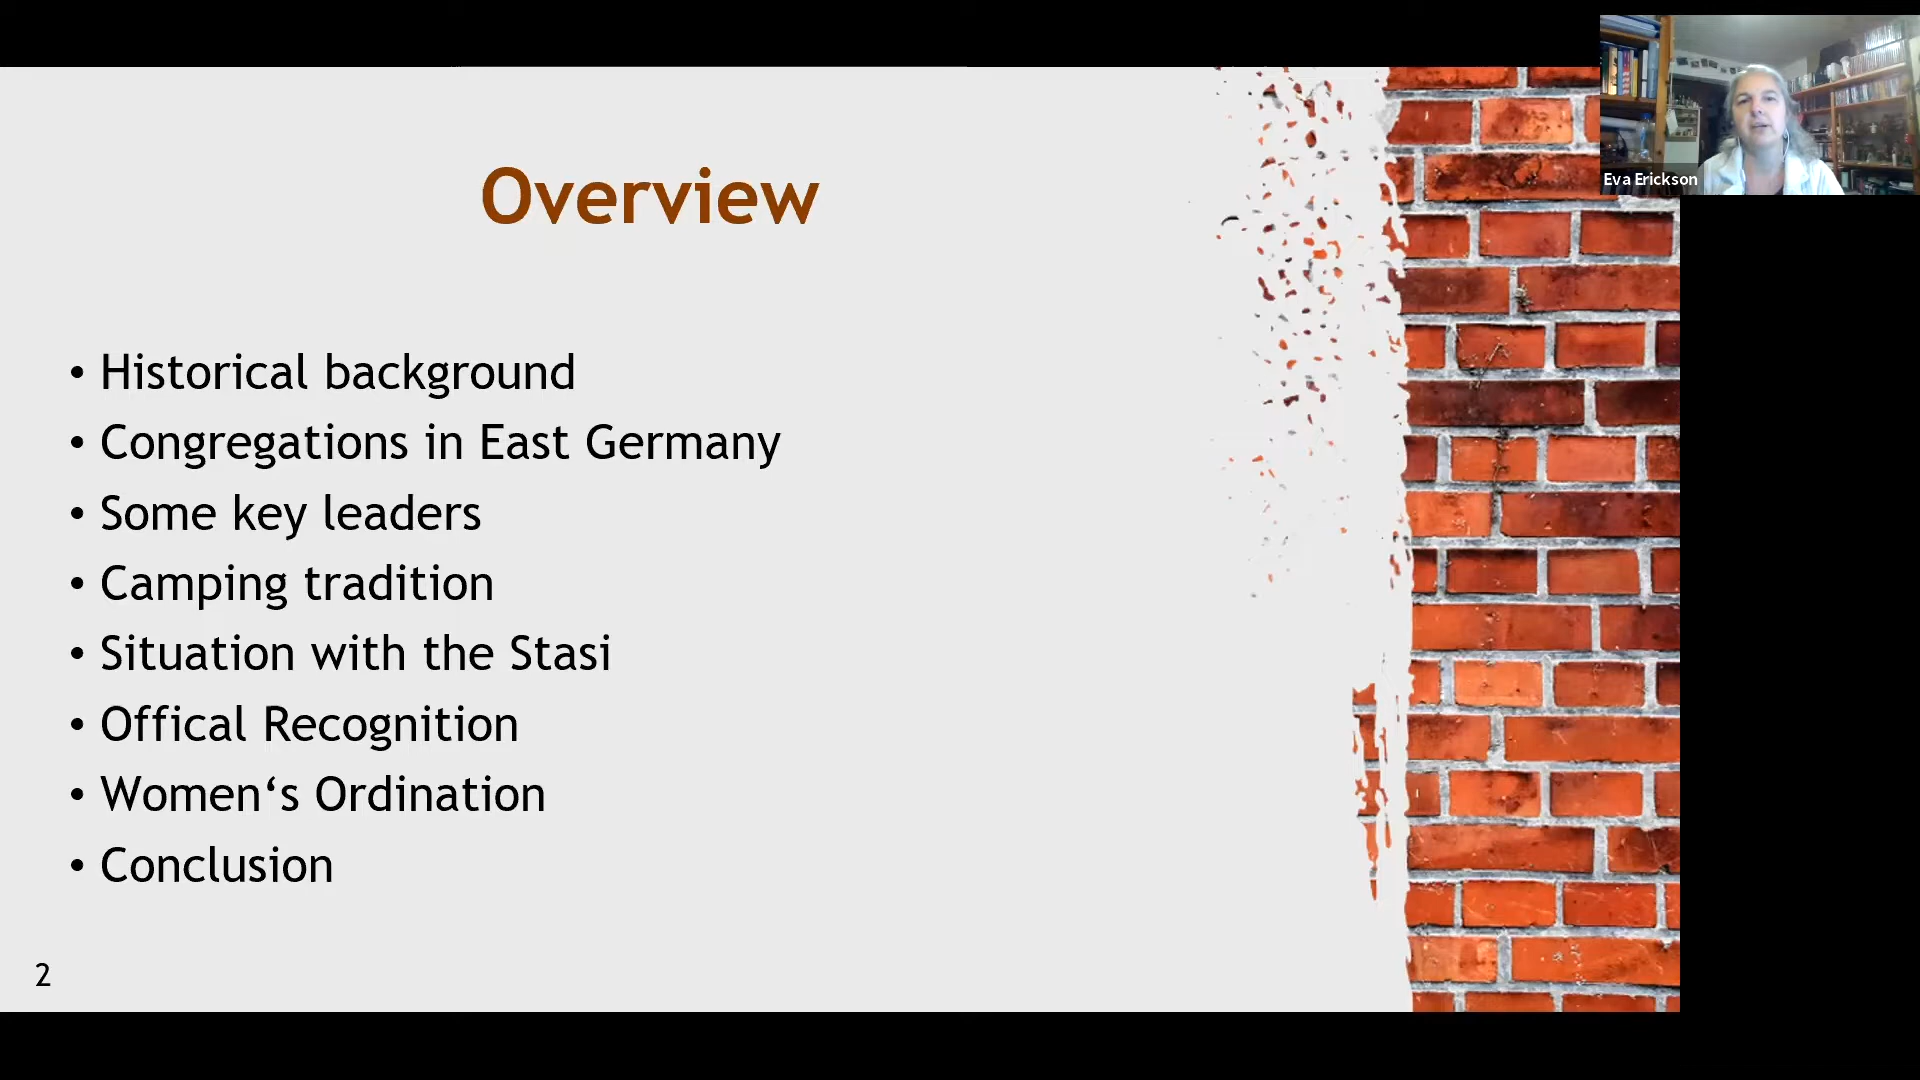 Eva Erickson
Overview
• Historical background
• Congregations in East Germany
• Some key leaders
• Camping tradition
• Situation with the Stasi
• Offical Recognition
• Women‘s Ordination
• Conclusion
2